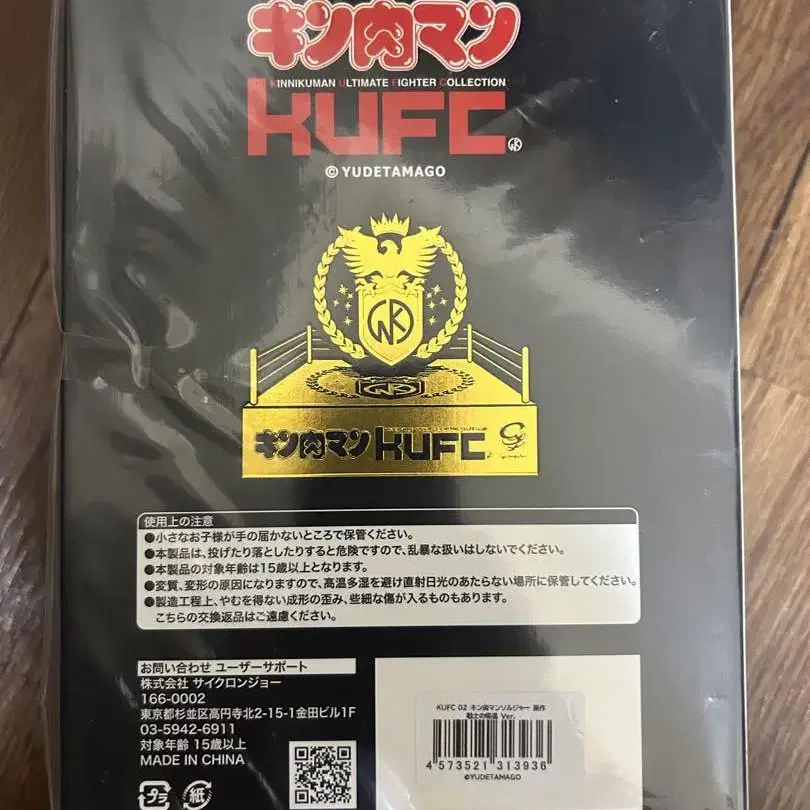 キン肉マン
KINNIKUMAN ULTIMATE FIGHTER COLLECTION
KUFC
©YUDETAMAGO
キン肉マン KUFC
使用上の注意
●小さなお子様が手の届かないところで保管ください。
●本製品は、投げたり落としたりすると危険ですので、乱暴な扱いはしないでください。
●本製品の対象年齢は15歳以上となります。
●変質、変形の原因になりますので、高温多湿を避け直射日光のあたらない場所に保管してください。
●製造工程上、やむを得ない成形の歪み、些細な傷が入るものもあります。
こちらの交換返品はご遠慮ください。
お問い合わせ ユーザーサポート
株式会社 サイクロンジョー
166-0002
東京都杉並区高円寺北2-15-1金田ビル1F
03-5942-6911
対象年齢 15歳以上
MADE IN CHINA
プラ
紙
KUFC 02 キン肉マンソルジャー 原作
戦士の帰還 Ver.
4 573521 313936
©YUDETAMAGO